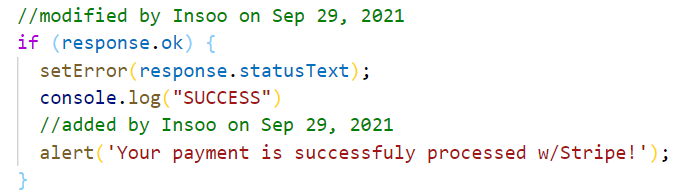 //modified by Insoo on Sep 29, 2021
if (response.ok) {
setError(response.statusText);
console.log("SUCCESS")
//added by Insoo on Sep 29, 2021
alert('Your payment is successfuly processed w/Stripe!');
}